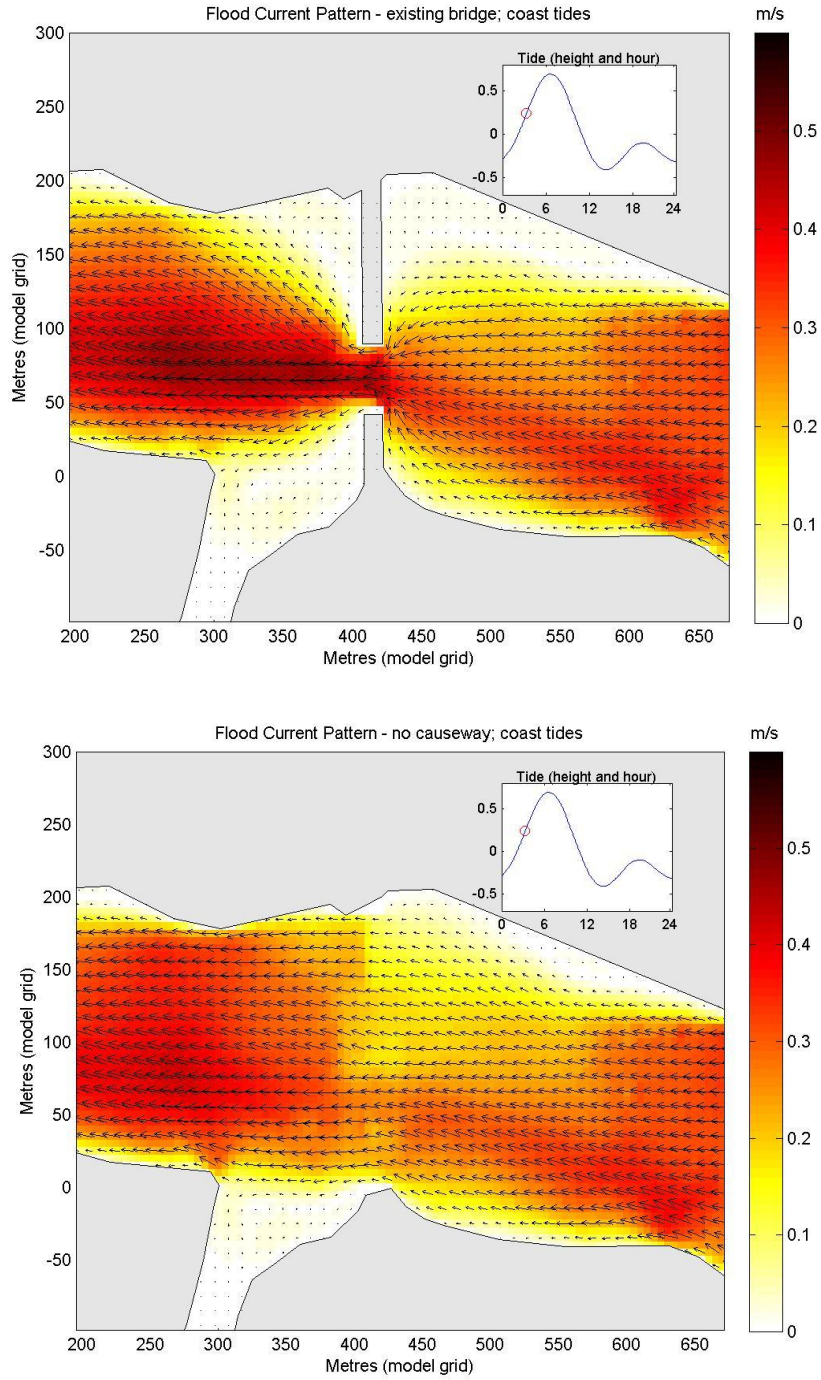 Flood Current Pattern - existing bridge; coast tides
m/s
300
250
200
150
100
50
0
-50
Metres (model grid)
Tide (height and hour)
0.5
0
-0.5
0 6 12 18 24
200 250 300 350 400 450 500 550 600 650
Metres (model grid)
0.5
0.4
0.3
0.2
0.1
0
Flood Current Pattern - no causeway; coast tides
m/s
300
250
200
150
100
50
0
-50
Metres (model grid)
Tide (height and hour)
0.5
0
-0.5
0 6 12 18 24
200 250 300 350 400 450 500 550 600 650
Metres (model grid)
0.5
0.4
0.3
0.2
0.1
0